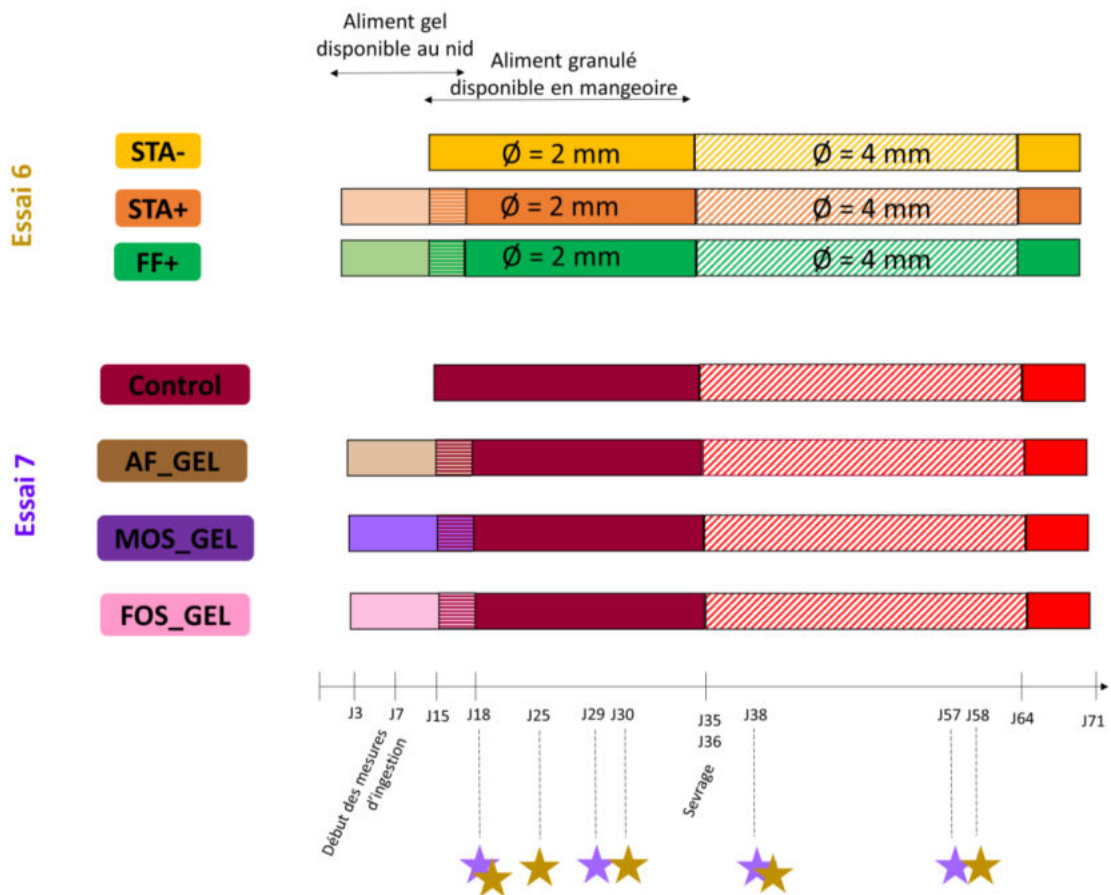 Aliment gel
disponible au nid
Aliment granulé
disponible en mangeoire
Essai 6
STA-
Ø = 2 mm
Ø = 4 mm
STA+
Ø = 2 mm
Ø = 4 mm
FF+
Ø = 2 mm
Ø = 4 mm
Essai 7
Control
AF_GEL
MOS_GEL
FOS_GEL
J3
J7
J15
J18
J25
J29
J30
J35
J36
J38
J57
J58
J64
J71
Début des mesures
d'ingestion
Sevrage